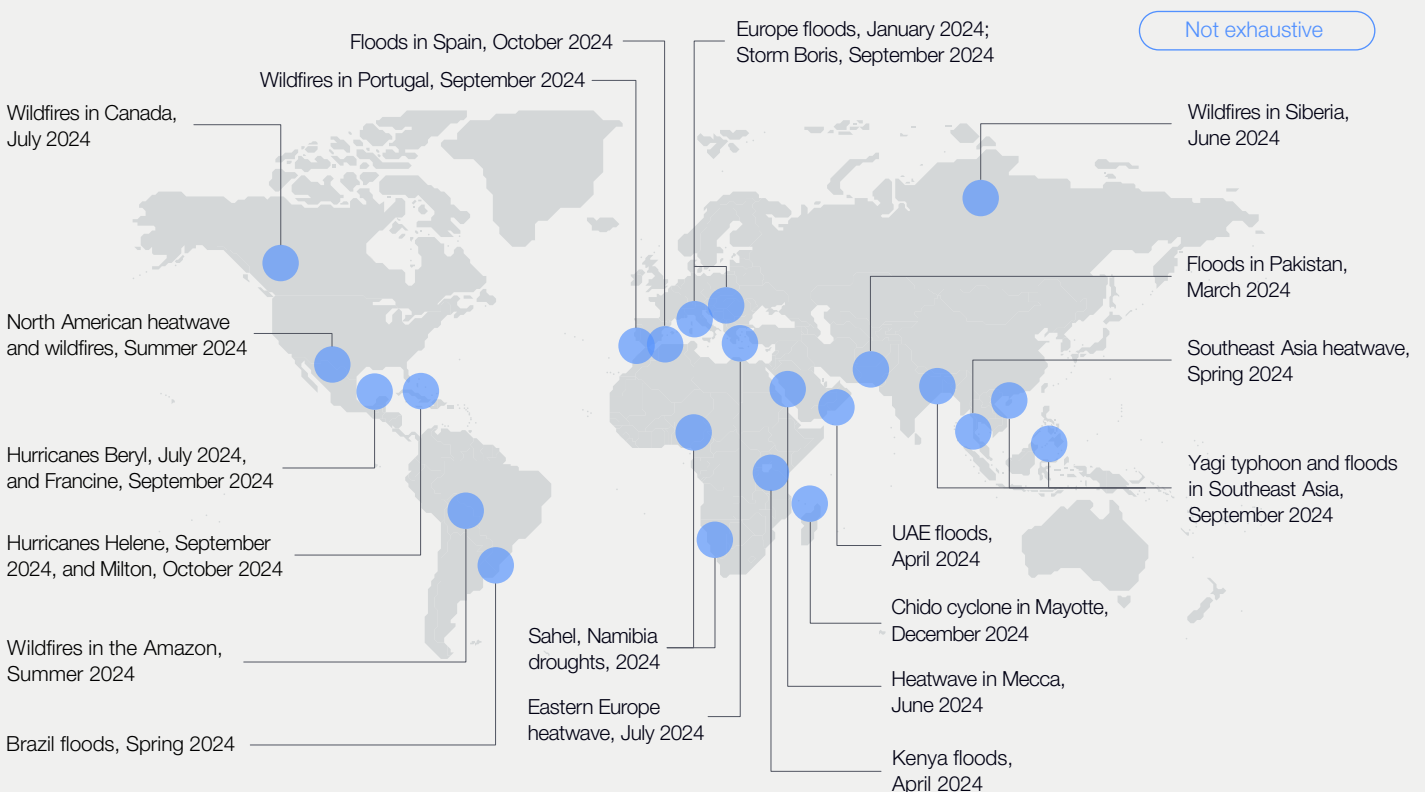 Not exhaustive
Floods in Spain, October 2024
Wildfires in Portugal, September 2024
Europe floods, January 2024;
Storm Boris, September 2024
Wildfires in Canada,
July 2024
Wildfires in Siberia,
June 2024
North American heatwave
and wildfires, Summer 2024
Floods in Pakistan,
March 2024
Southeast Asia heatwave,
Spring 2024
Hurricanes Beryl, July 2024,
and Francine, September 2024
Yagi typhoon and floods
in Southeast Asia,
September 2024
Hurricanes Helene, September
2024, and Milton, October 2024
UAE floods,
April 2024
Chido cyclone in Mayotte,
December 2024
Wildfires in the Amazon,
Summer 2024
Sahel, Namibia
droughts, 2024
Heatwave in Mecca,
June 2024
Eastern Europe
heatwave, July 2024
Brazil floods, Spring 2024
Kenya floods,
April 2024